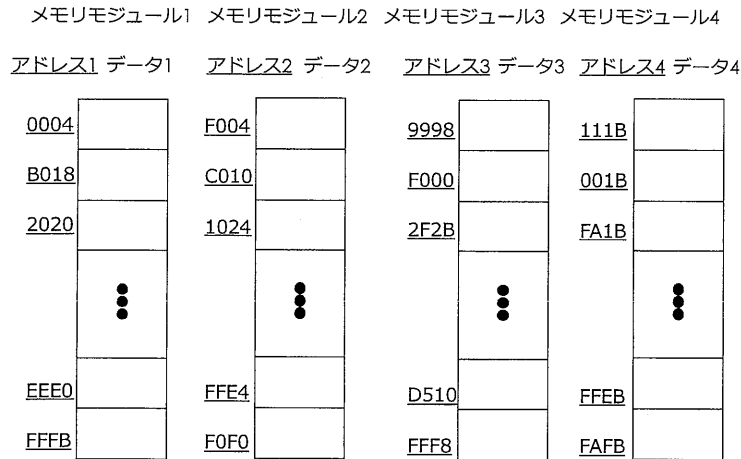 メモリモジュール1 メモリモジュール2 メモリモジュール3 メモリモジュール4
アドレス1 データ1 アドレス2 データ2 アドレス3 データ3 アドレス4 データ4
0004 F004 9998 111B
B018 C010 F000 001B
2020 1024 2F2B FA1B
EEE0 FFE4 D510 FFEB
FFFB F0F0 FFF8 FAFB